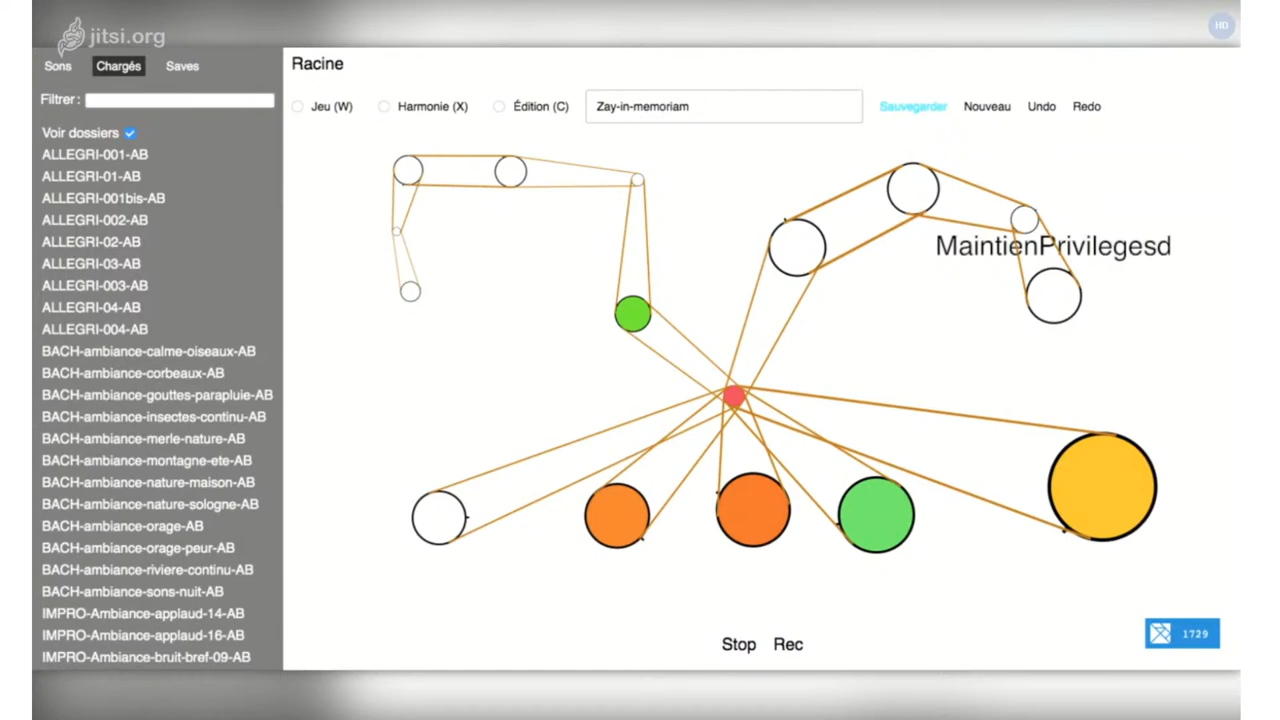 jitsi.org
HD
Sons Chargés Saves
Racine
Filtrer :
Jeu (W) Harmonie (X) Édition (C) Zay-in-memoriam Sauvegarder Nouveau Undo Redo
Voir dossiers
ALLEGRI-001-AB
ALLEGRI-01-AB
ALLEGRI-001bis-AB
ALLEGRI-002-AB
ALLEGRI-02-AB
ALLEGRI-03-AB
ALLEGRI-003-AB
ALLEGRI-04-AB
ALLEGRI-004-AB
BACH-ambiance-calme-oiseaux-AB
BACH-ambiance-corbeaux-AB
BACH-ambiance-gouttes-parapluie-AB
BACH-ambiance-insectes-continu-AB
BACH-ambiance-merle-nature-AB
BACH-ambiance-montagne-ete-AB
BACH-ambiance-nature-maison-AB
BACH-ambiance-nature-sologne-AB
BACH-ambiance-orage-AB
BACH-ambiance-orage-peur-AB
BACH-ambiance-riviere-continu-AB
BACH-ambiance-sons-nuit-AB
IMPRO-Ambiance-applaud-14-AB
IMPRO-Ambiance-applaud-16-AB
IMPRO-Ambiance-bruit-bref-09-AB
MaintienPrivilegesd
Stop Rec
1729